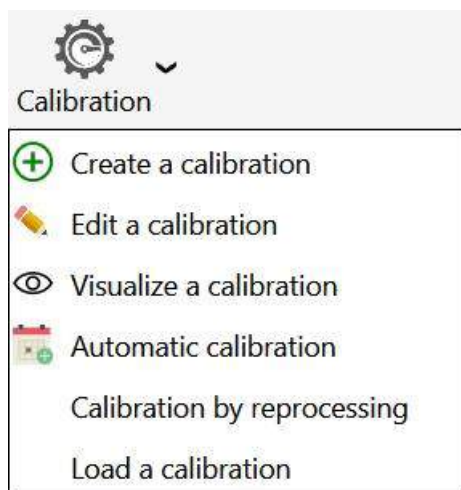 Calibration
Create a calibration
Edit a calibration
Visualize a calibration
Automatic calibration
Calibration by reprocessing
Load a calibration